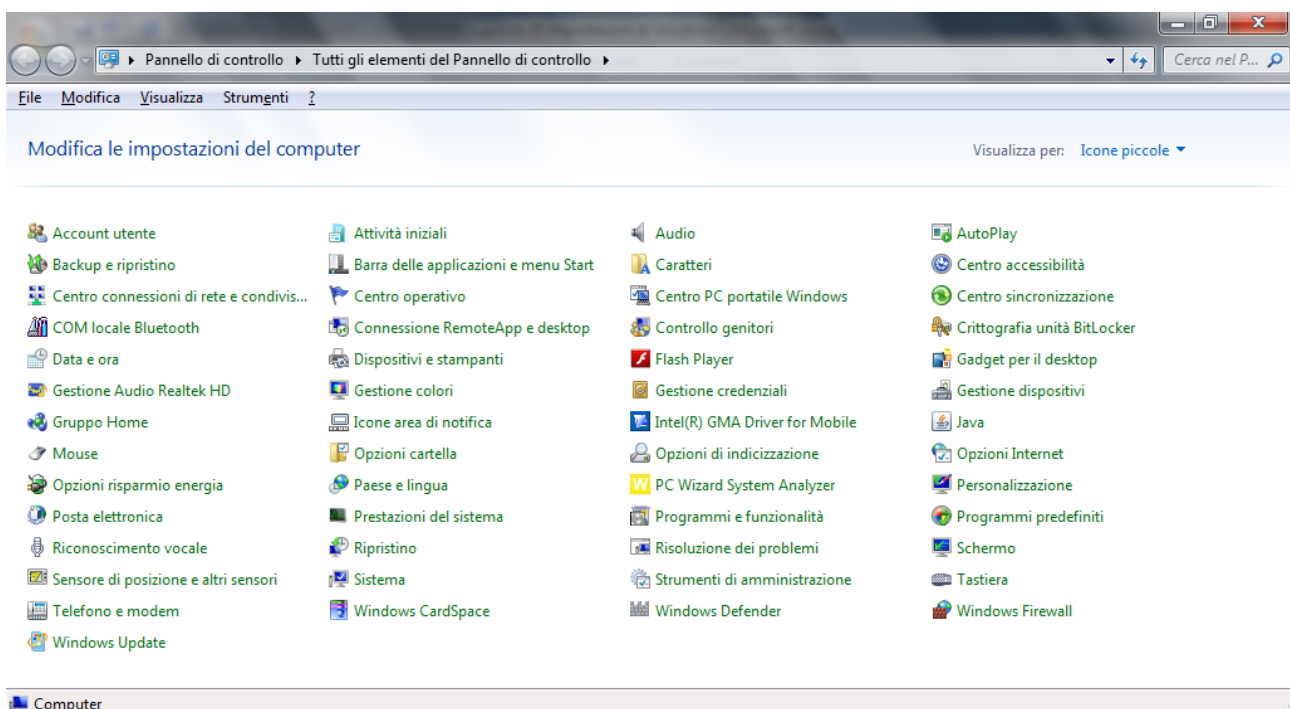 Pannello di controllo Tutti gli elementi del Pannello di controllo Cerca nel P...
File Modifica Visualizza Strumenti ?
Modifica le impostazioni del computer Visualizza per: Icone piccole
Account utente Attività iniziali Audio AutoPlay
Backup e ripristino Barra delle applicazioni e menu Start Caratteri Centro accessibilità
Centro connessioni di rete e condivis... Centro operativo Centro PC portatile Windows Centro sincronizzazione
COM locale Bluetooth Connessione RemoteApp e desktop Controllo genitori Crittografia unità BitLocker
Data e ora Dispositivi e stampanti Flash Player Gadget per il desktop
Gestione Audio Realtek HD Gestione colori Gestione credenziali Gestione dispositivi
Gruppo Home Icone area di notifica Intel(R) GMA Driver for Mobile Java
Mouse Opzioni cartella Opzioni di indicizzazione Opzioni Internet
Opzioni risparmio energia Paese e lingua PC Wizard System Analyzer Personalizzazione
Posta elettronica Prestazioni del sistema Programmi e funzionalità Programmi predefiniti
Riconoscimento vocale Ripristino Risoluzione dei problemi Schermo
Sensore di posizione e altri sensori Sistema Strumenti di amministrazione Tastiera
Telefono e modem Windows CardSpace Windows Defender Windows Firewall
Windows Update
Computer